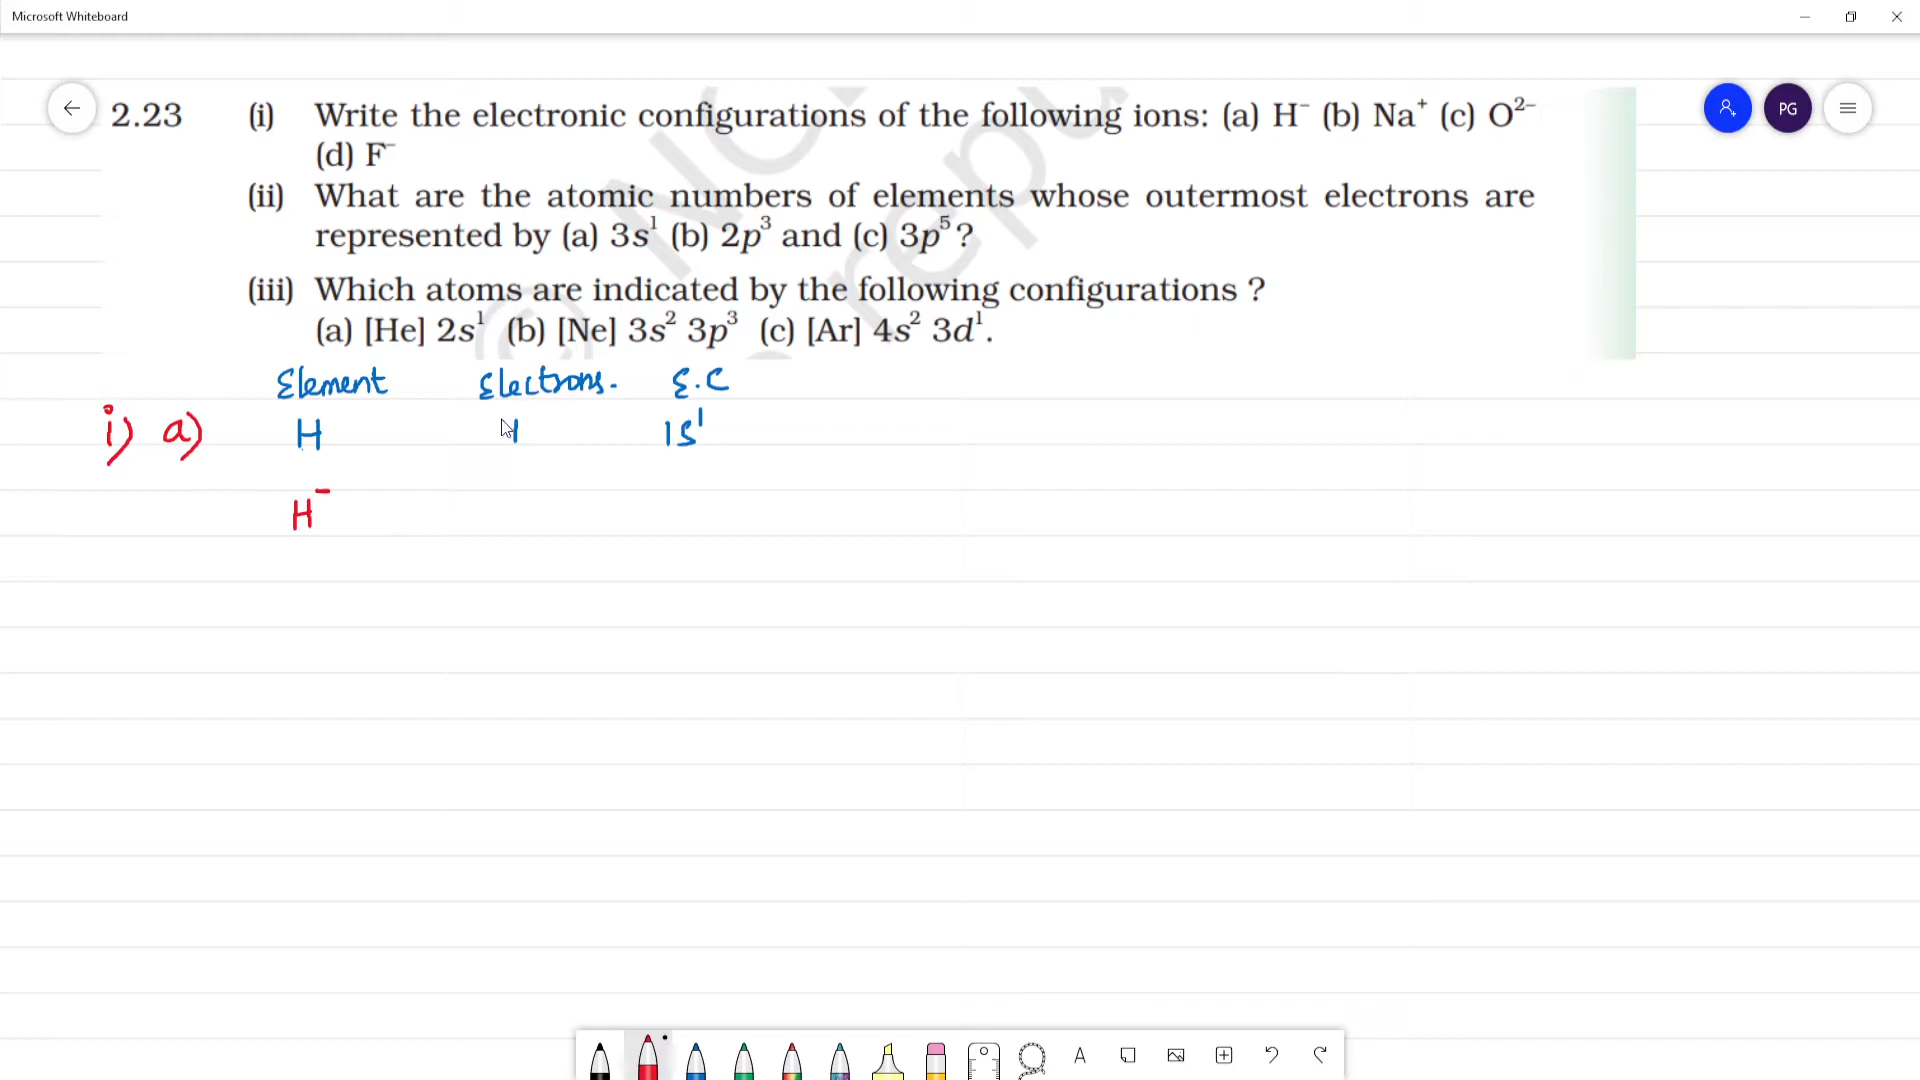 Microsoft Whiteboard
PG
2.23 (i) Write the electronic configurations of the following ions: (a) H⁻ (b) Na⁺ (c) O²⁻
(d) F⁻
(ii) What are the atomic numbers of elements whose outermost electrons are
represented by (a) 3s¹ (b) 2p³ and (c) 3p⁵ ?
(iii) Which atoms are indicated by the following configurations ?
(a) [He] 2s¹ (b) [Ne] 3s² 3p³ (c) [Ar] 4s² 3d¹.
Element Electrons. E.C
i) a) H 1 1s¹
H⁻
A